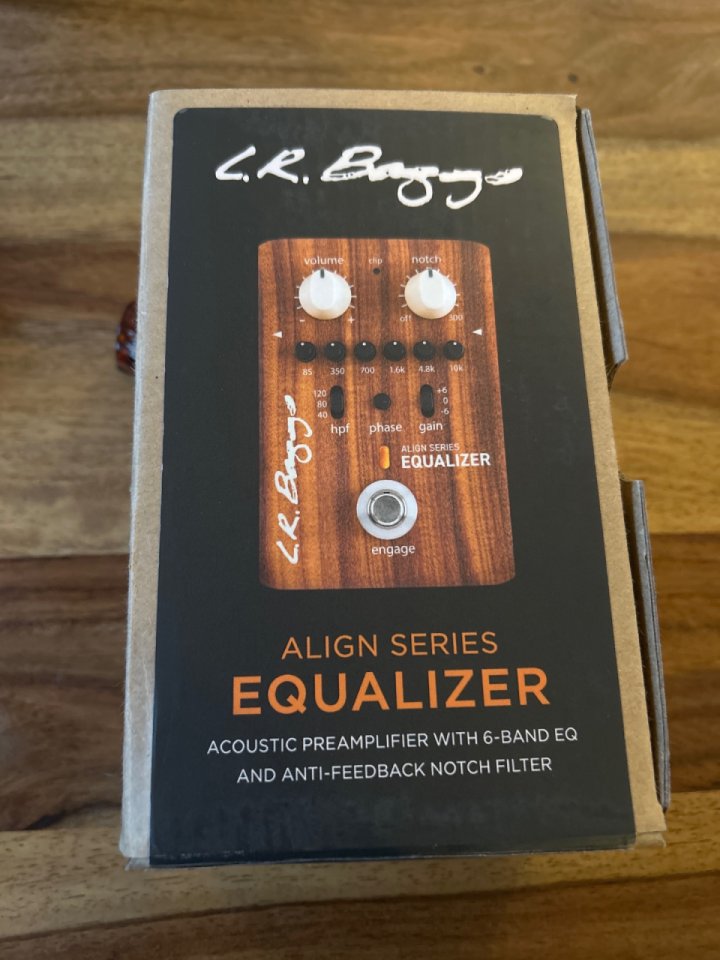 L.R. Baggs
volume clip notch
- + off 300
85 350 700 1.6k 4.8k 10k
120 +6
80 0
40 -6
hpf phase gain
ALIGN SERIES
EQUALIZER
L.R. Baggs
engage
ALIGN SERIES
EQUALIZER
ACOUSTIC PREAMPLIFIER WITH 6-BAND EQ
AND ANTI-FEEDBACK NOTCH FILTER